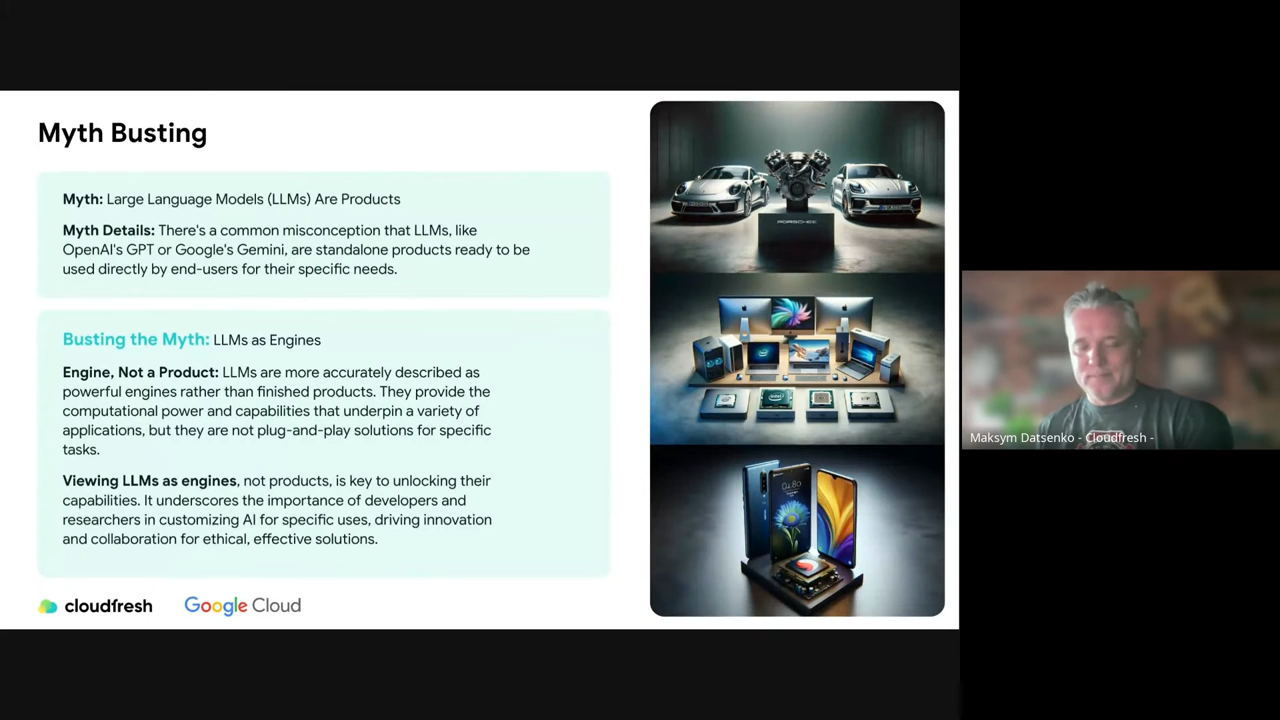 Myth Busting
Myth: Large Language Models (LLMs) Are Products
Myth Details: There's a common misconception that LLMs, like
OpenAI's GPT or Google's Gemini, are standalone products ready to be
used directly by end-users for their specific needs.
Busting the Myth: LLMs as Engines
Engine, Not a Product: LLMs are more accurately described as
powerful engines rather than finished products. They provide the
computational power and capabilities that underpin a variety of
applications, but they are not plug-and-play solutions for specific
tasks.
Viewing LLMs as engines, not products, is key to unlocking their
capabilities. It underscores the importance of developers and
researchers in customizing AI for specific uses, driving innovation
and collaboration for ethical, effective solutions.
cloudfresh
Google Cloud
Maksym Datsenko - Cloudfresh -